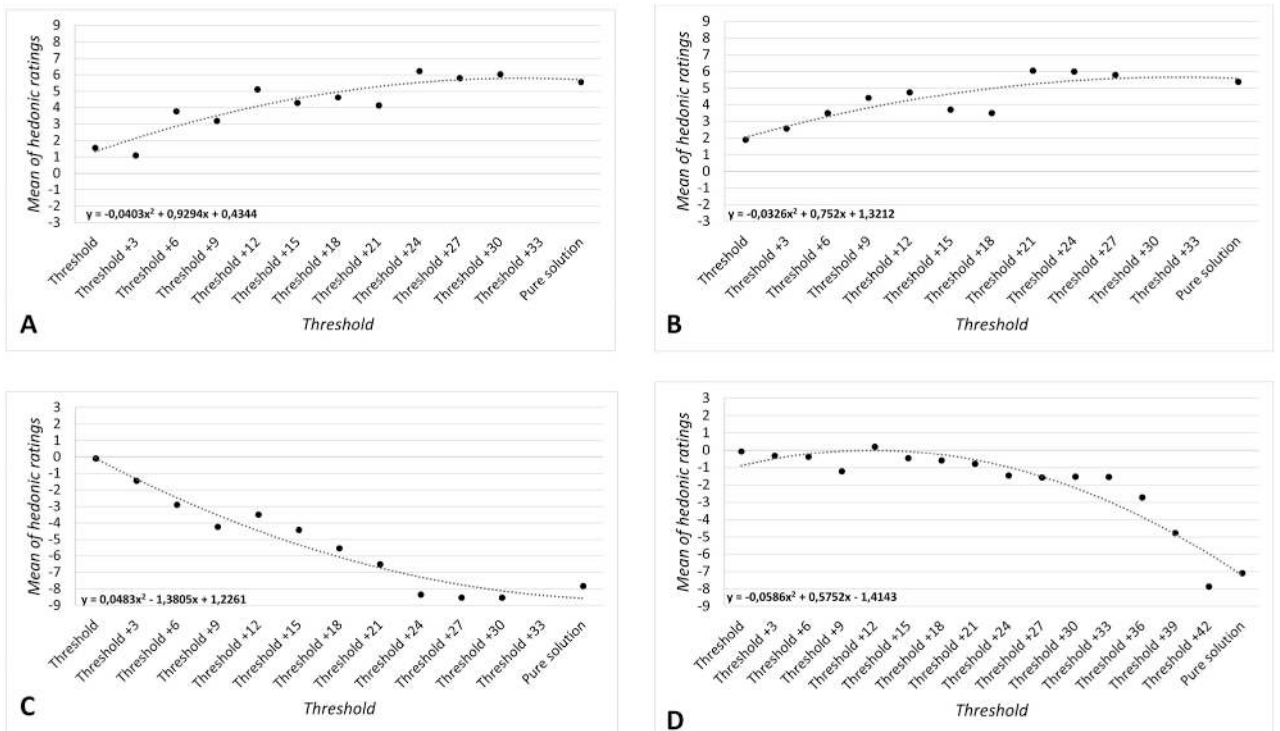 9
8
7
6
5
4
3
2
1
0
-1
-2
-3
Mean of hedonic ratings
y = -0,0403x² + 0,9294x + 0,4344
Threshold
Threshold +3
Threshold +6
Threshold +9
Threshold +12
Threshold +15
Threshold +18
Threshold +21
Threshold +24
Threshold +27
Threshold +30
Threshold +33
Pure solution
Threshold
A
9
8
7
6
5
4
3
2
1
0
-1
-2
-3
Mean of hedonic ratings
y = -0,0326x² + 0,752x + 1,3212
Threshold
Threshold +3
Threshold +6
Threshold +9
Threshold +12
Threshold +15
Threshold +18
Threshold +21
Threshold +24
Threshold +27
Threshold +30
Threshold +33
Pure solution
Threshold
B
3
2
1
0
-1
-2
-3
-4
-5
-6
-7
-8
-9
Mean of hedonic ratings
y = 0,0483x² - 1,3805x + 1,2261
Threshold
Threshold +3
Threshold +6
Threshold +9
Threshold +12
Threshold +15
Threshold +18
Threshold +21
Threshold +24
Threshold +27
Threshold +30
Threshold +33
Pure solution
Threshold
C
3
2
1
0
-1
-2
-3
-4
-5
-6
-7
-8
-9
Mean of hedonic ratings
y = -0,0586x² + 0,5752x - 1,4143
Threshold
Threshold +3
Threshold +6
Threshold +9
Threshold +12
Threshold +15
Threshold +18
Threshold +21
Threshold +24
Threshold +27
Threshold +30
Threshold +33
Threshold +36
Threshold +39
Threshold +42
Pure solution
Threshold
D